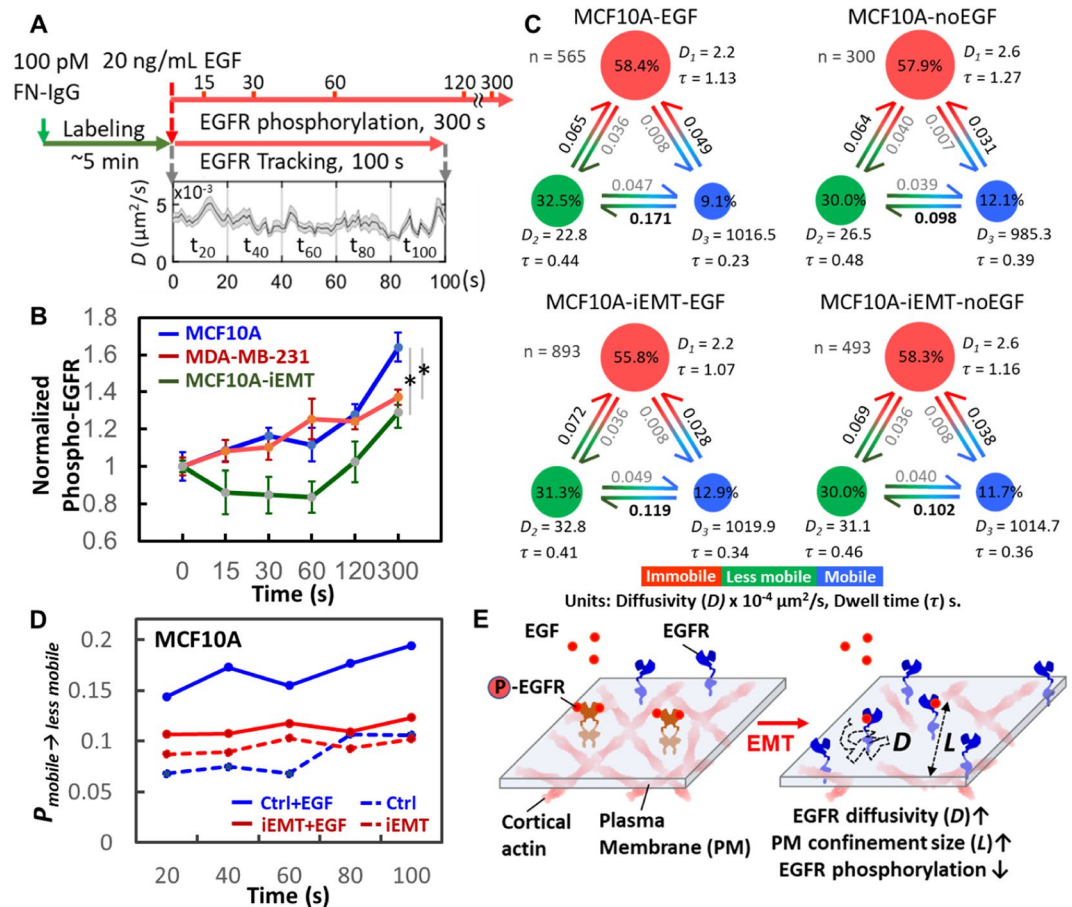 A
100 pM 20 ng/mL EGF
FN-IgG
15 30 60 120 300
EGFR phosphorylation, 300 s
Labeling
~5 min
EGFR Tracking, 100 s
D (μm²/s)
x10⁻³
5
0
t20 t40 t60 t80 t100
0 20 40 60 80 100 (s)
B
Normalized
Phospho-EGFR
1.8
1.6
1.4
1.2
1.0
0.8
0.6
MCF10A
MDA-MB-231
MCF10A-iEMT
* *
0 15 30 60 120 300
Time (s)
C
MCF10A-EGF
n = 565
58.4%
D1 = 2.2
τ = 1.13
0.065
0.036
0.008
0.049
32.5%
0.047
0.171
9.1%
D2 = 22.8
τ = 0.44
D3 = 1016.5
τ = 0.23
MCF10A-noEGF
n = 300
57.9%
D1 = 2.6
τ = 1.27
0.064
0.040
0.007
0.031
30.0%
0.039
0.098
12.1%
D2 = 26.5
τ = 0.48
D3 = 985.3
τ = 0.39
MCF10A-iEMT-EGF
n = 893
55.8%
D1 = 2.2
τ = 1.07
0.072
0.036
0.008
0.028
31.3%
0.049
0.119
12.9%
D2 = 32.8
τ = 0.41
D3 = 1019.9
τ = 0.34
MCF10A-iEMT-noEGF
n = 493
58.3%
D1 = 2.6
τ = 1.16
0.069
0.036
0.008
0.038
30.0%
0.040
0.102
11.7%
D2 = 31.1
τ = 0.46
D3 = 1014.7
τ = 0.36
Immobile Less mobile Mobile
Units: Diffusivity (D) x 10⁻⁴ μm²/s, Dwell time (τ) s.
D
MCF10A
P mobile→ less mobile
0.2
0.15
0.1
0.05
0
Ctrl+EGF Ctrl
iEMT+EGF iEMT
20 40 60 80 100
Time (s)
E
EGF
EGFR
P-EGFR
EMT
D L
Cortical
actin
Plasma
Membrane (PM)
EGFR diffusivity (D)↑
PM confinement size (L)↑
EGFR phosphorylation ↓